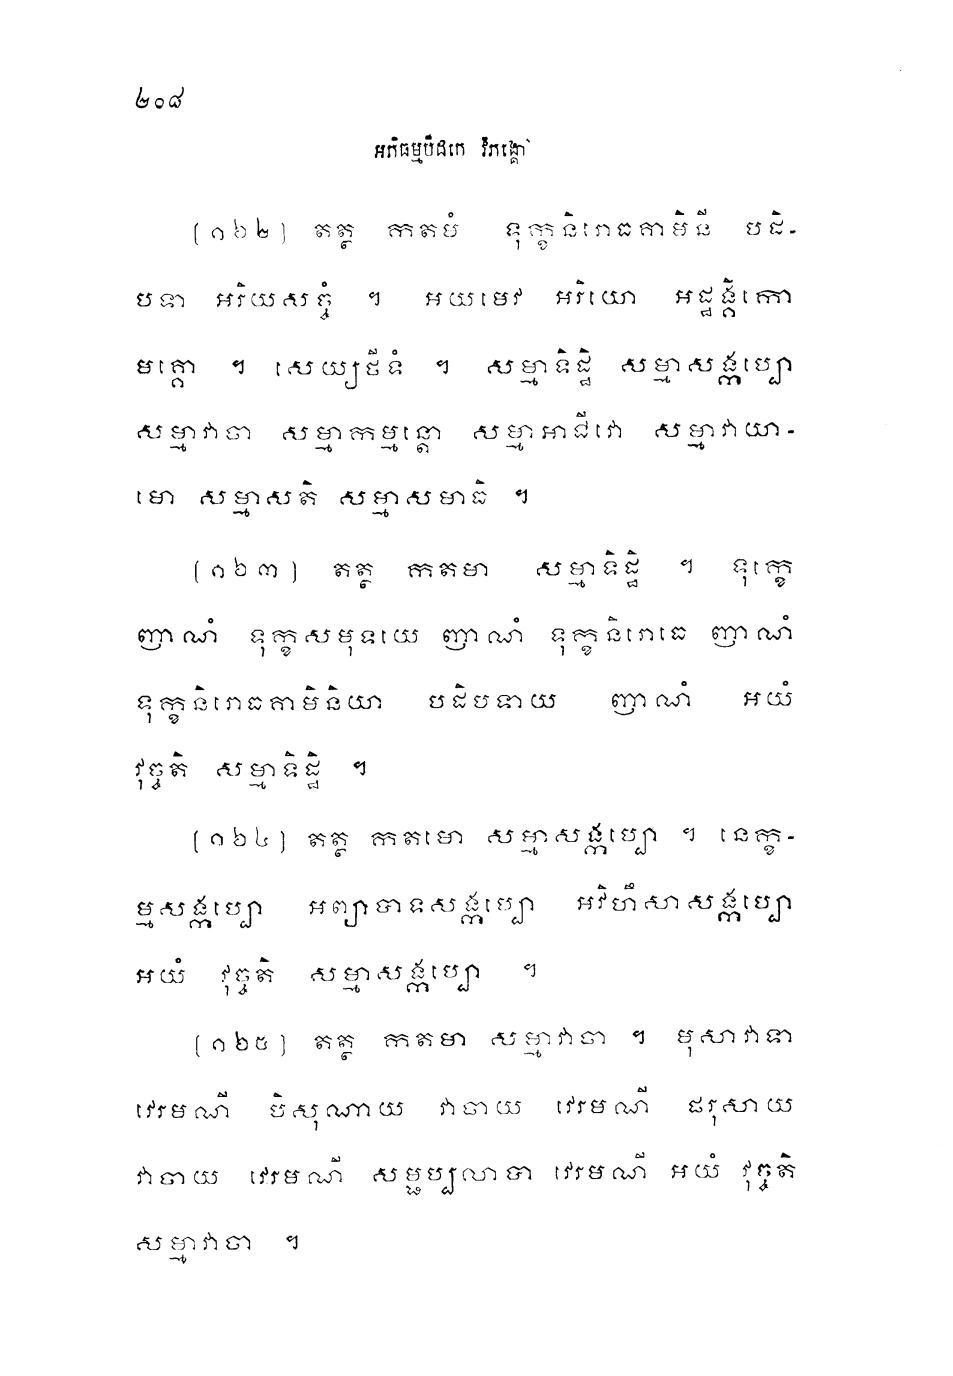 ២០៨
អភិធម្មបិដកេ វិភង្គោ
(១៦២) តត្ថ កតមំ ទុក្ខនិរោធគាមិនី បដិ-
បទា អរិយសច្ចំ ។ អយមេវ អរិយោ អដ្ឋង្គិកោ
មគ្គោ ។ សេយ្យថីទំ ។ សម្មាទិដ្ឋិ សម្មាសង្កប្បោ
សម្មាវាចា សម្មាកម្មន្តោ សម្មាអាជីវោ សម្មាវាយា-
មោ សម្មាសតិ សម្មាសមាធិ ។
(១៦៣) តត្ថ កតមា សម្មាទិដ្ឋិ ។ ទុក្ខេ
ញាណំ ទុក្ខសមុទយេ ញាណំ ទុក្ខនិរោធេ ញាណំ
ទុក្ខនិរោធគាមិនិយា បដិបទាយ ញាណំ អយំ
វុច្ចតិ សម្មាទិដ្ឋិ ។
(១៦៤) តត្ថ កតមោ សម្មាសង្កប្បោ ។ នេក្ខ-
ម្មសង្កប្បោ អព្យាបាទសង្កប្បោ អវិហឹសាសង្កប្បោ
អយំ វុច្ចតិ សម្មាសង្កប្បោ ។
(១៦៥) តត្ថ កតមា សម្មាវាចា ។ មុសាវាទា
វេរមណី បិសុណាយ វាចាយ វេរមណី ផរុសាយ
វាចាយ វេរមណី សម្ផប្បលាបា វេរមណី អយំ វុច្ចតិ
សម្មាវាចា ។